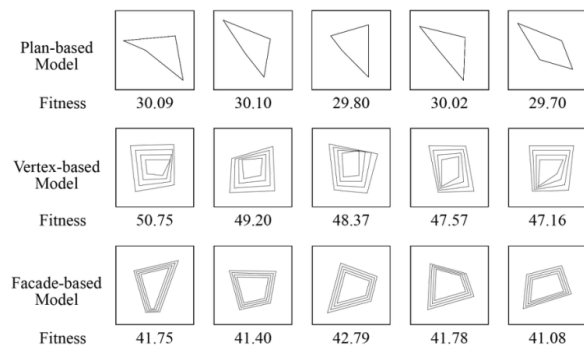 Plan-based
Model
Fitness 30.09 30.10 29.80 30.02 29.70
Vertex-based
Model
Fitness 50.75 49.20 48.37 47.57 47.16
Facade-based
Model
Fitness 41.75 41.40 42.79 41.78 41.08